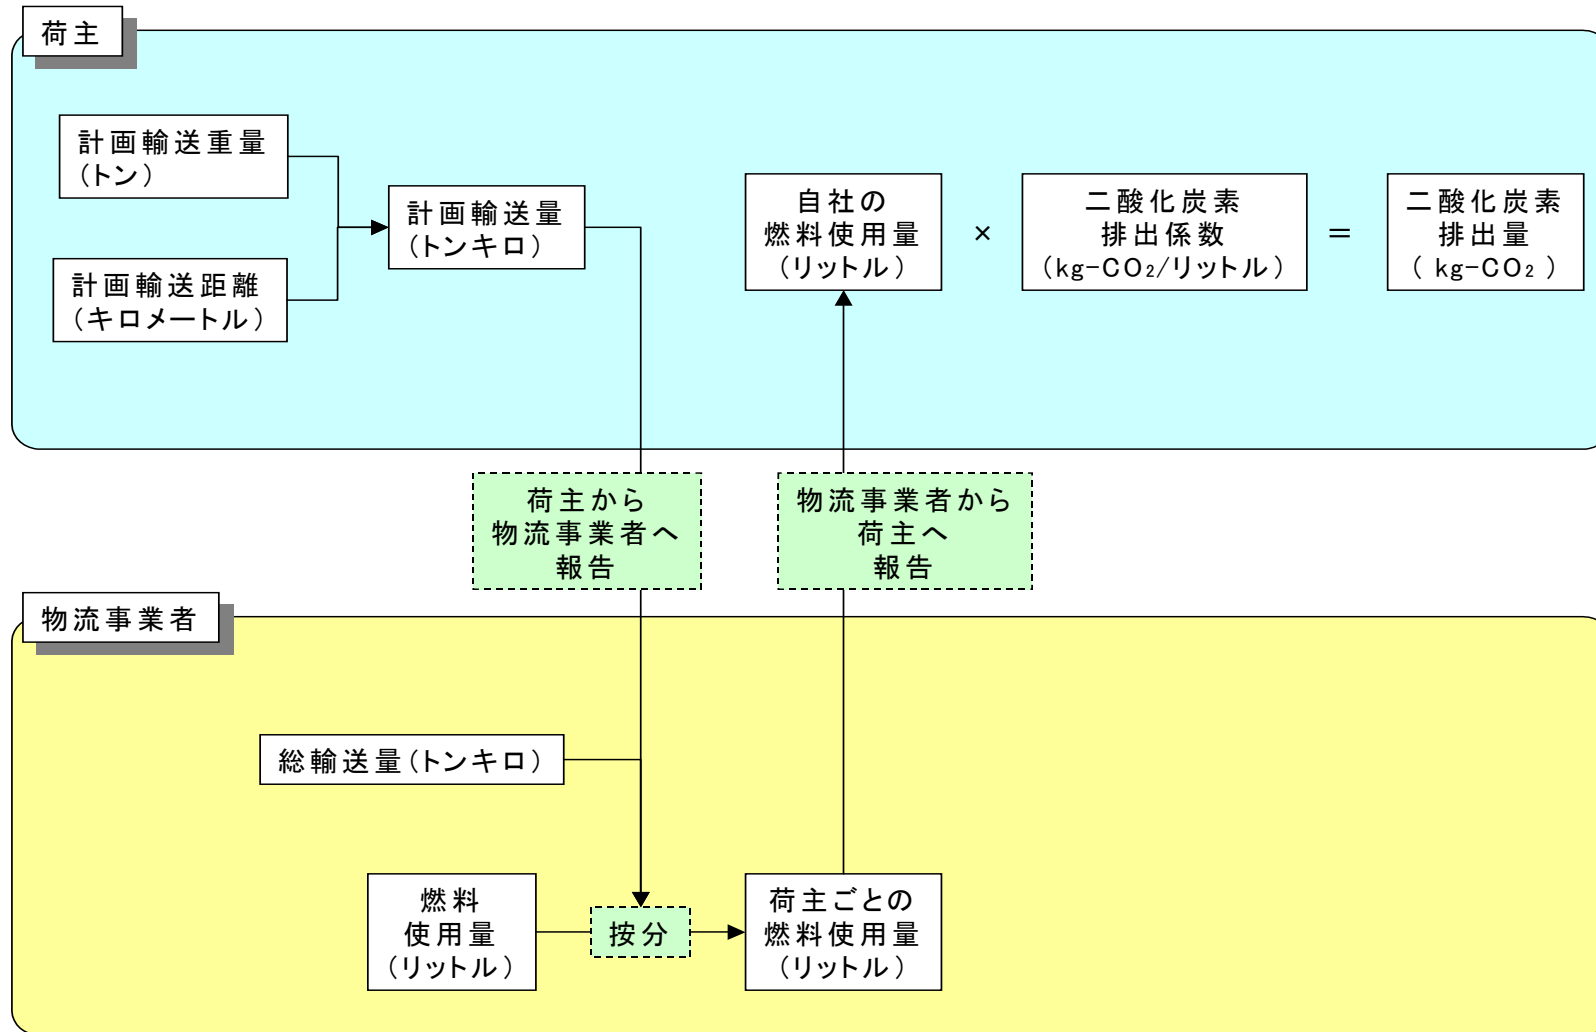 荷主
計画輸送重量
(トン)
計画輸送距離
(キロメートル)
計画輸送量
(トンキロ)
自社の
燃料使用量
(リットル)
×
二酸化炭素
排出係数
(kg-CO₂/リットル)
＝
二酸化炭素
排出量
( kg-CO₂ )
荷主から
物流事業者へ
報告
物流事業者から
荷主へ
報告
物流事業者
総輸送量(トンキロ)
燃料
使用量
(リットル)
按分
荷主ごとの
燃料使用量
(リットル)